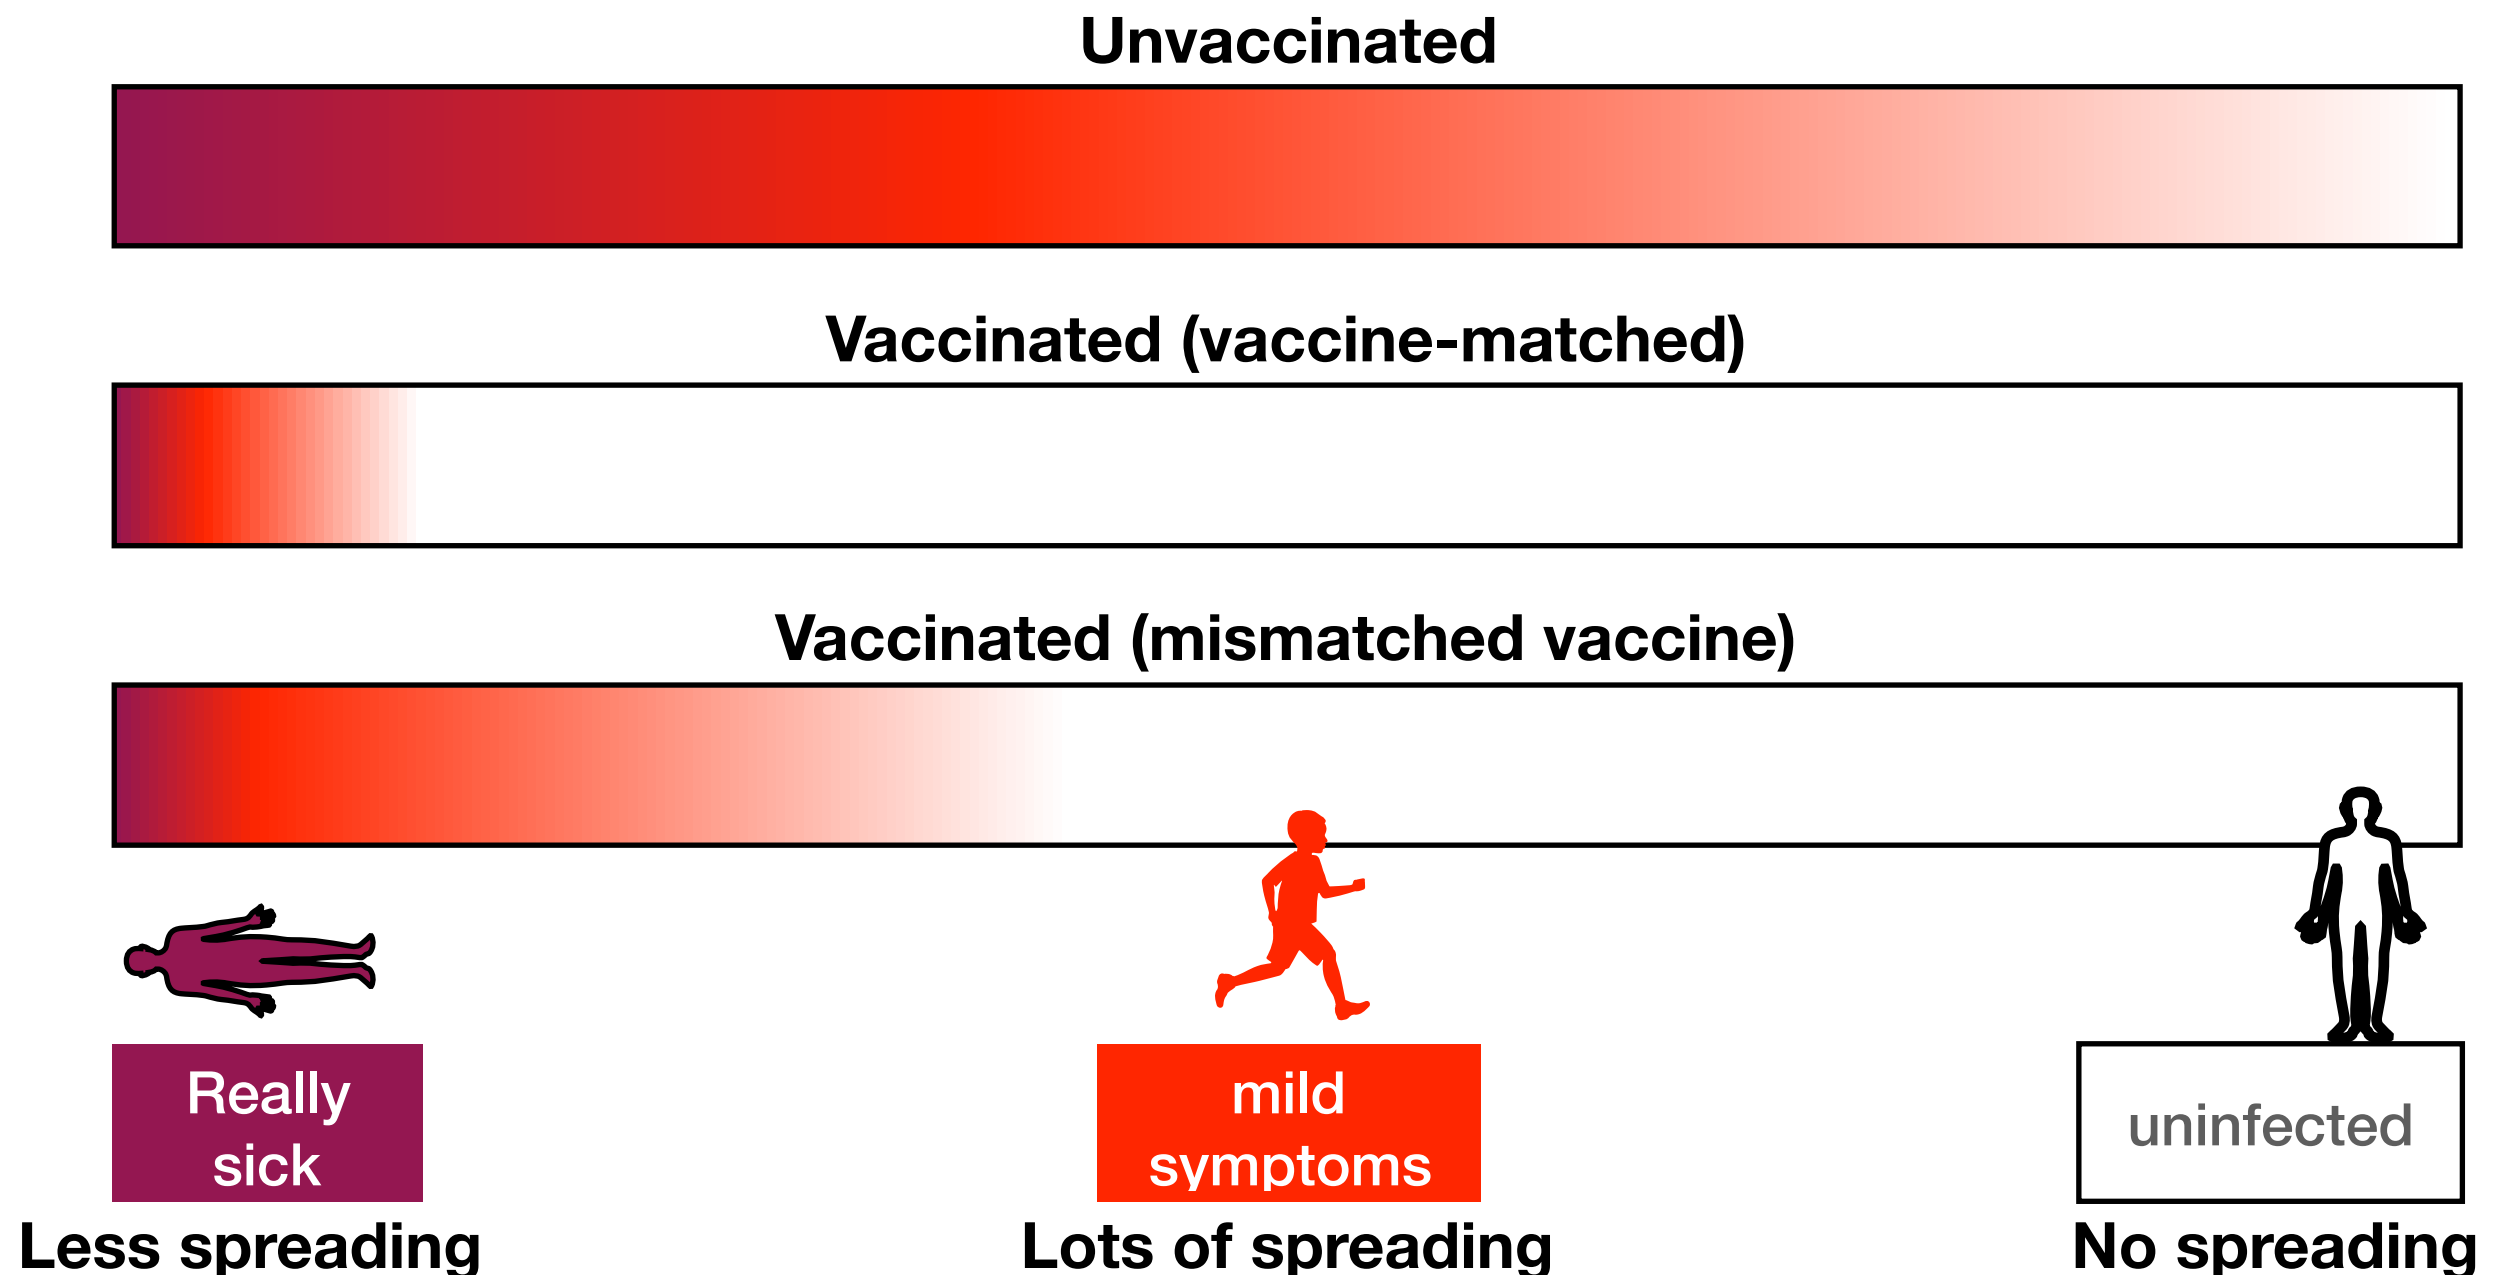 Unvaccinated
Vaccinated (vaccine-matched)
Vaccinated (mismatched vaccine)
Really
sick
mild
symptoms
uninfected
Less spreading
Lots of spreading
No spreading